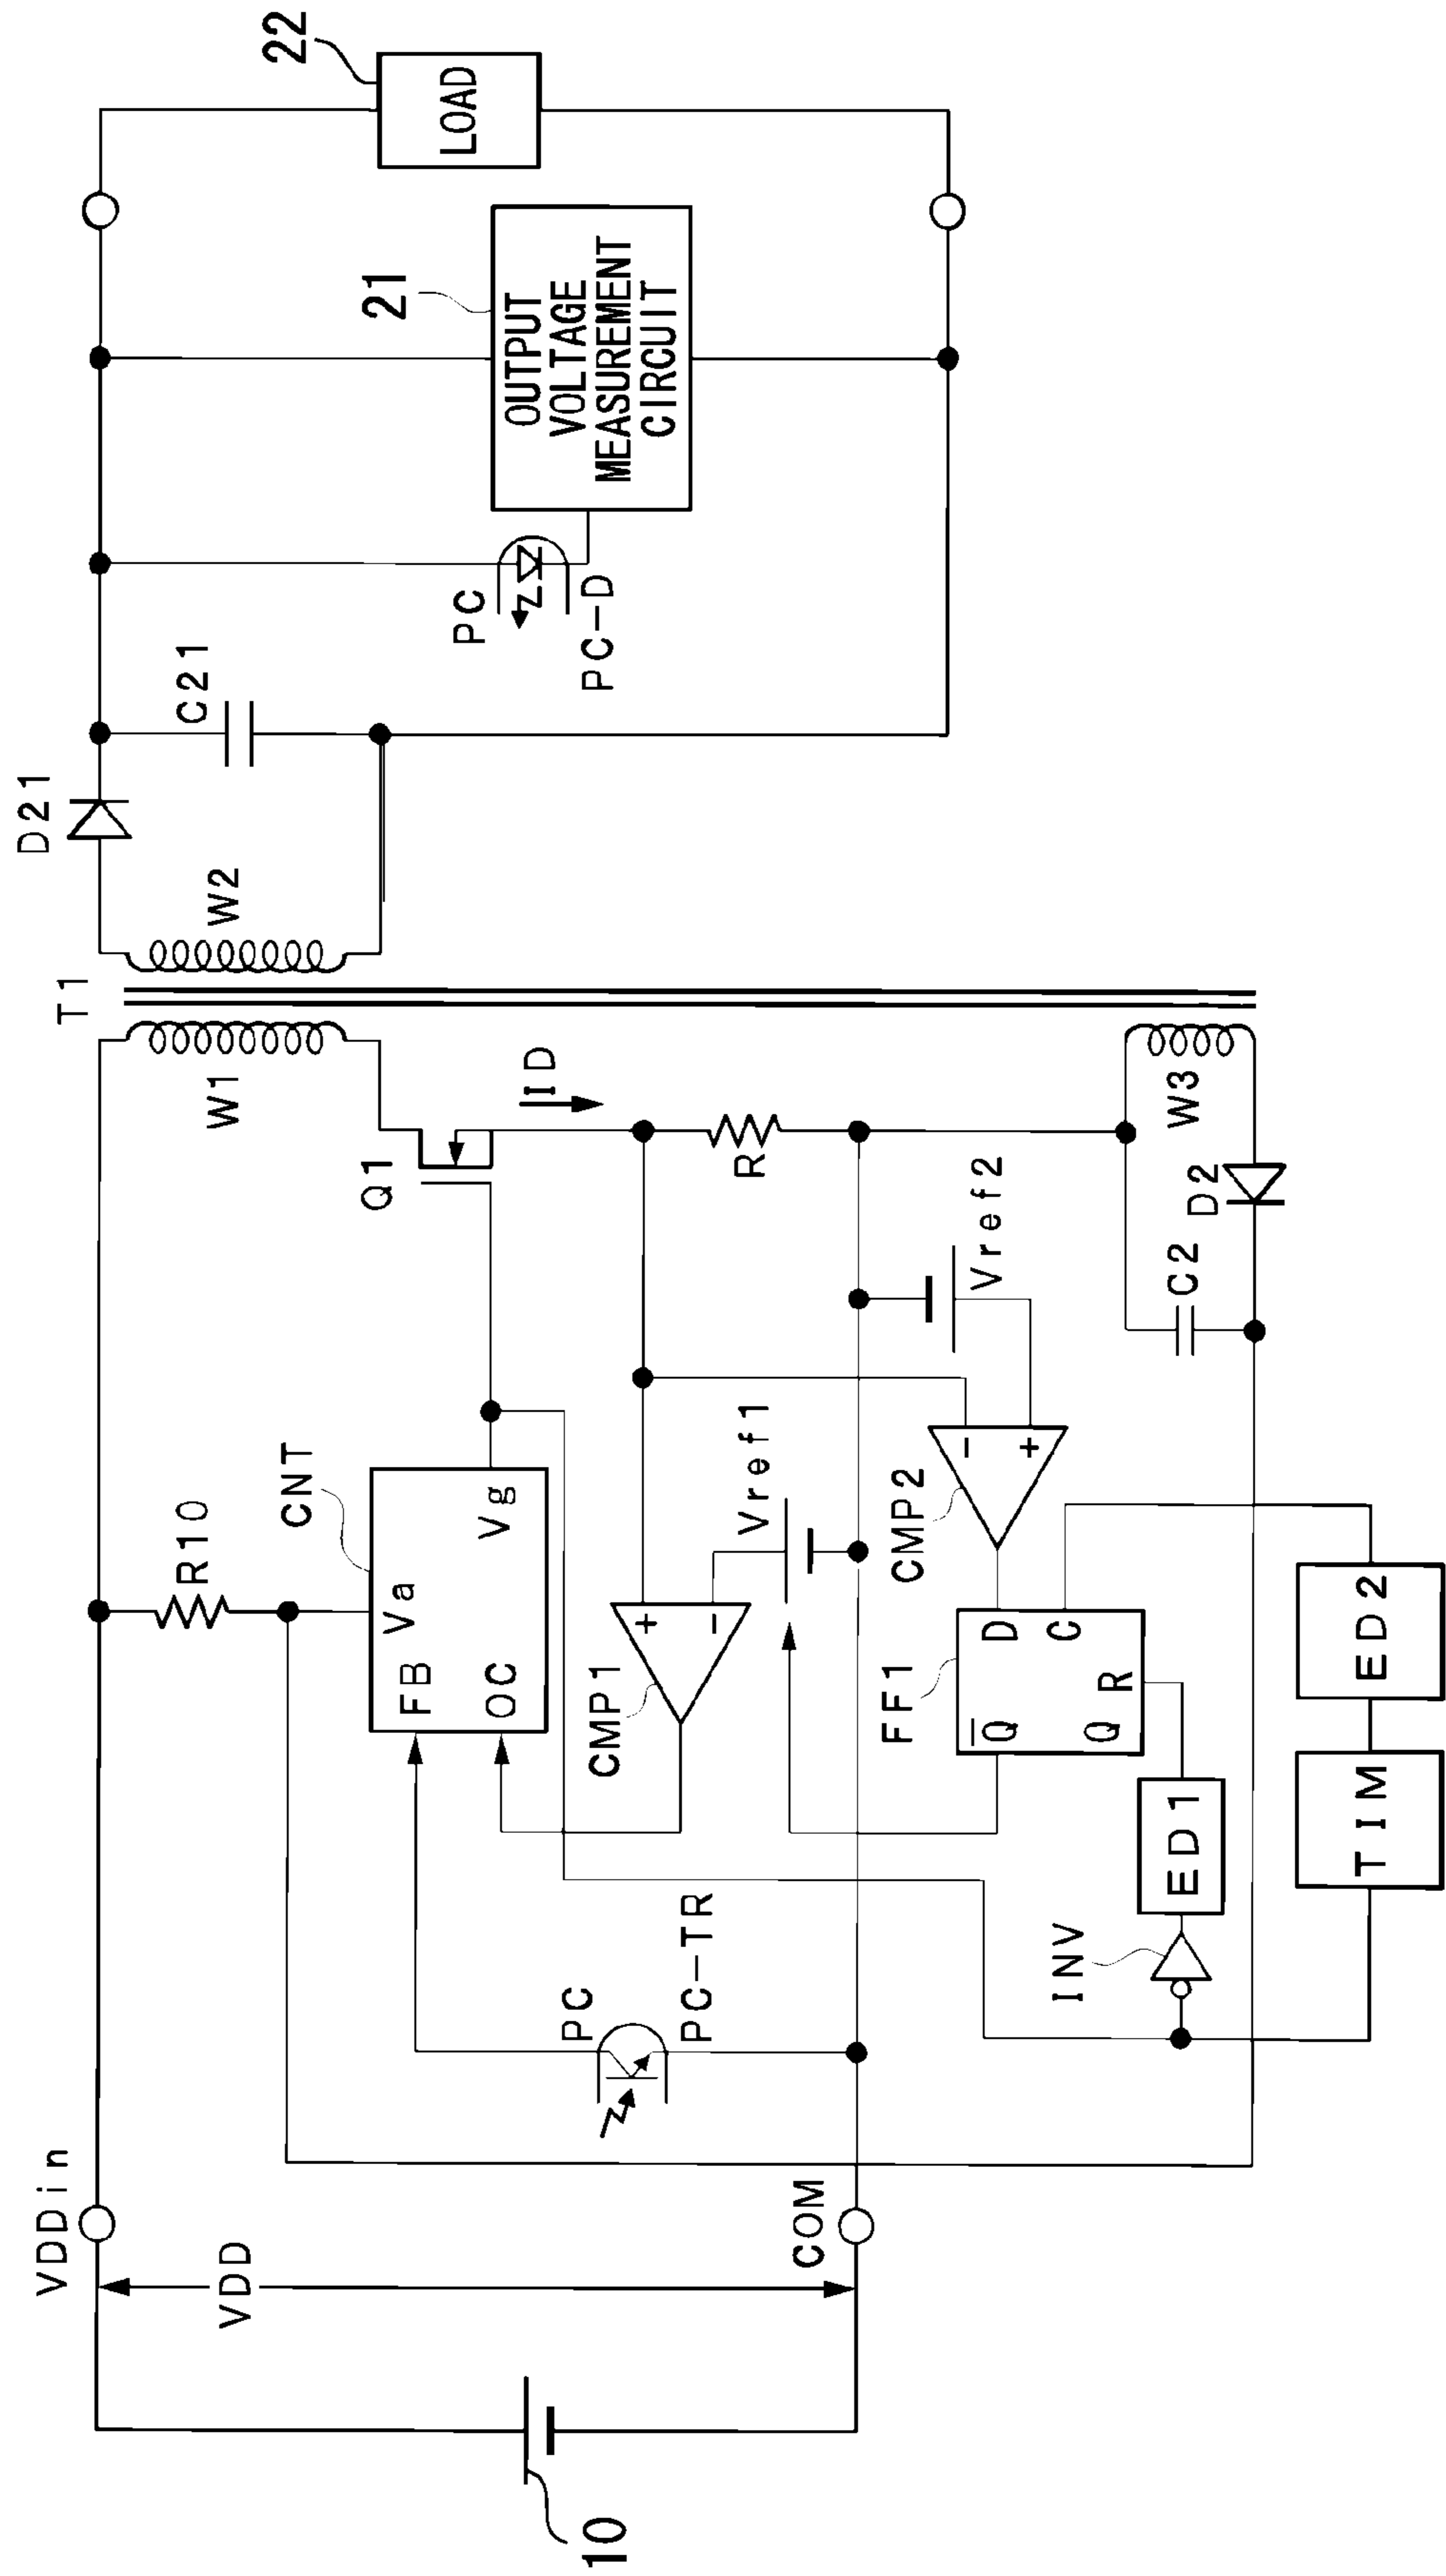 VDDin
VDD
10
COM
R10
CNT
Va
FB
OC
Vg
PC
PC-TR
CMP1
Vref1
Q1
ID
R
T1
W1
W2
D21
C21
PC
PC-D
21
OUTPUT
VOLTAGE
MEASUREMENT
CIRCUIT
22
LOAD
Vref2
CMP2
+
-
-
+
FF1
Q
D
C
Q
R
INV
ED1
TIM
ED2
C2
D2
W3